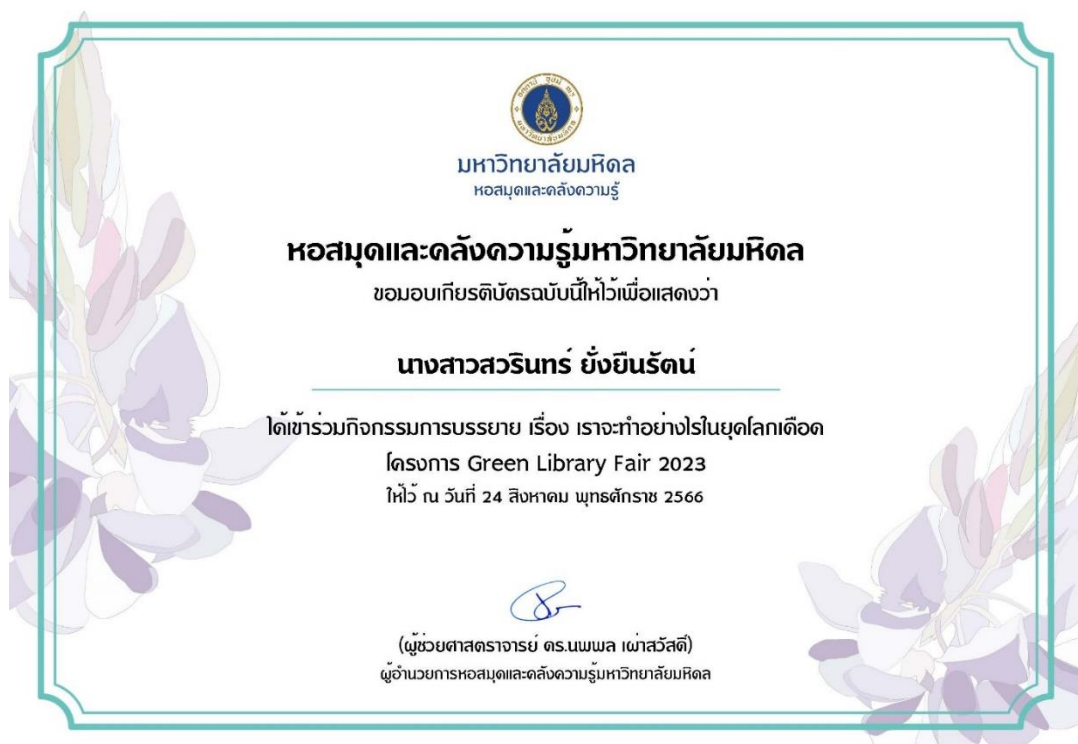 มหาวิทยาลัยมหิดล
หอสมุดและคลังความรู้
หอสมุดและคลังความรู้มหาวิทยาลัยมหิดล
ขอมอบเกียรติบัตรฉบับนี้ให้ไว้เพื่อแสดงว่า
นางสาวสวรินทร์ ยั่งยืนรัตน์
ได้เข้าร่วมกิจกรรมการบรรยาย เรื่อง เราจะทำอย่างไรในยุคโลกเดือด
โครงการ Green Library Fair 2023
ให้ไว้ ณ วันที่ 24 สิงหาคม พุทธศักราช 2566
(ผู้ช่วยศาสตราจารย์ ดร.นพพล เผ่าสวัสดิ์)
ผู้อำนวยการหอสมุดและคลังความรู้มหาวิทยาลัยมหิดล